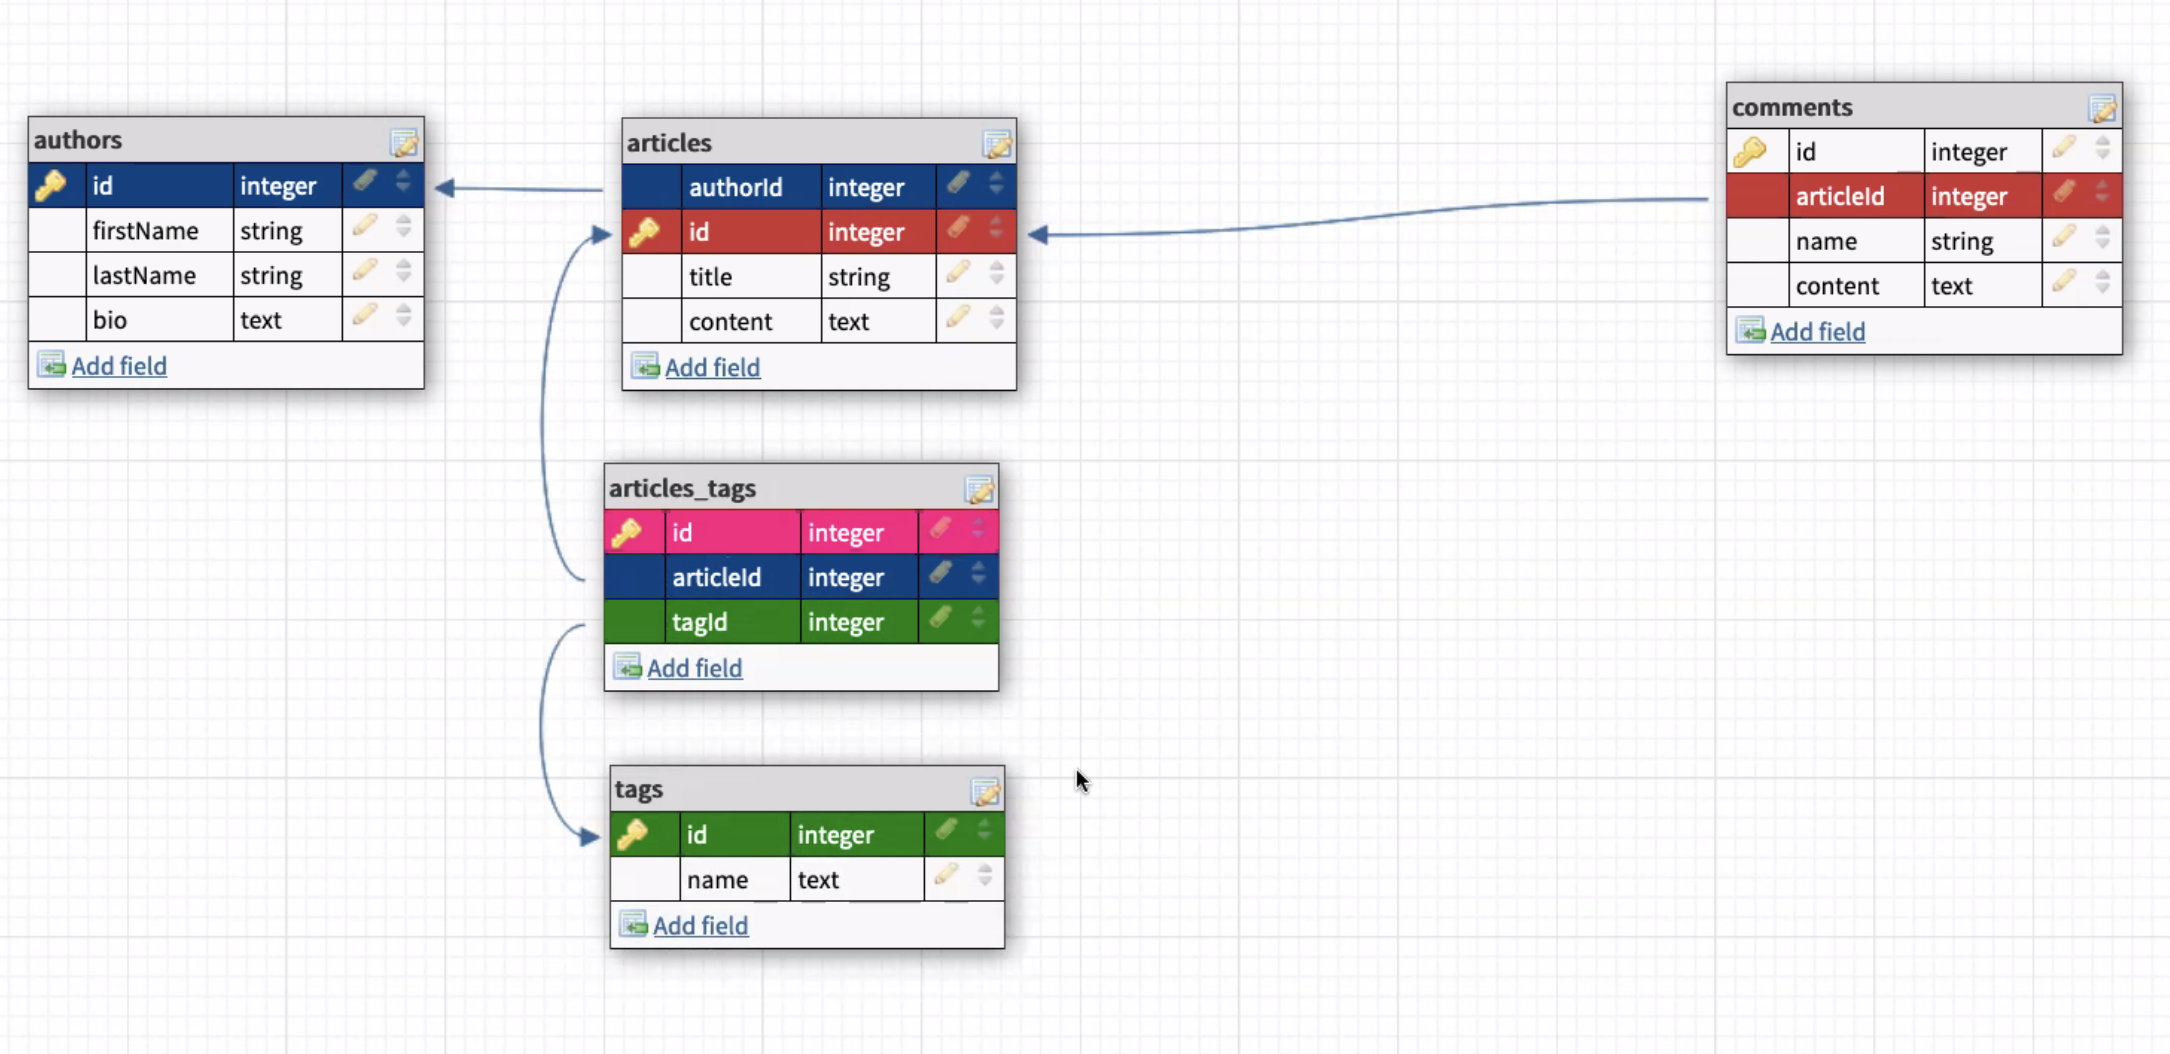 authors
id integer
firstName string
lastName string
bio text
Add field
articles
authorId integer
id integer
title string
content text
Add field
comments
id integer
articleId integer
name string
content text
Add field
articles_tags
id integer
articleId integer
tagId integer
Add field
tags
id integer
name text
Add field